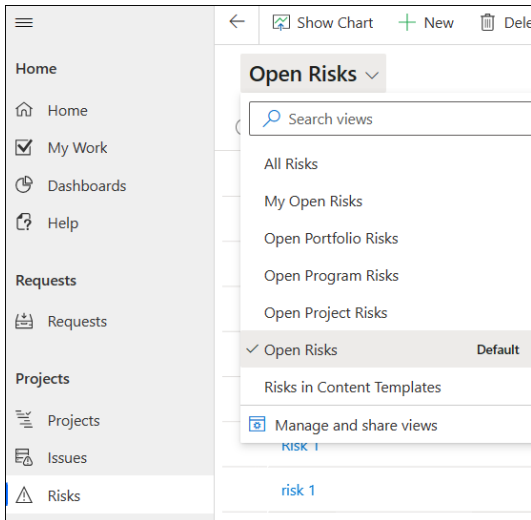 Show Chart
New
Dele
Home
Open Risks
Home
Search views
My Work
All Risks
Dashboards
My Open Risks
Help
Open Portfolio Risks
Requests
Open Program Risks
Requests
Open Project Risks
Open Risks Default
Projects
Risks in Content Templates
Projects
Manage and share views
Issues
Risk 1
Risks
risk 1